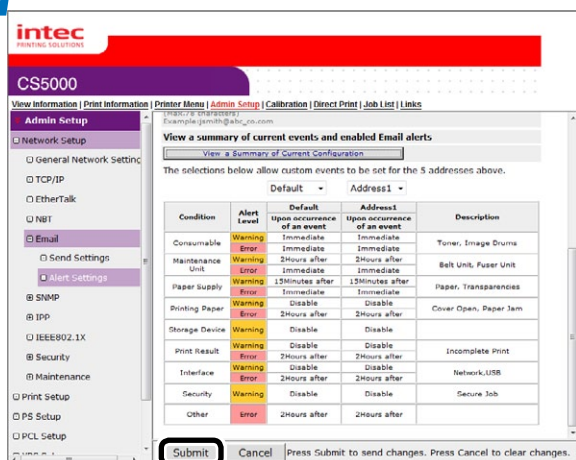 intec
PRINTING SOLUTIONS
CS5000
View Information | Print Information | Printer Menu | Admin Setup | Calibration | Direct Print | Job List | Links
Admin Setup
Network Setup
General Network Setting
TCP/IP
EtherTalk
NBT
Email
Send Settings
Alert Settings
SNMP
IPP
IEEE802.1X
Security
Maintenance
Print Setup
PS Setup
PCL Setup
(max.78 characters)
Example:jsmith@abc_co.com
View a summary of current events and enabled Email alerts
View a Summary of Current Configuration
The selections below allow custom events to be set for the 5 addresses above.
Default Address1
Condition Alert Level Default Upon occurrence of an event Address1 Upon occurrence of an event Description
Consumable Warning Immediate Immediate Toner, Image Drums
Error Immediate Immediate
Maintenance Unit Warning 2Hours after 2Hours after Belt Unit, Fuser Unit
Error Immediate Immediate
Paper Supply Warning 15Minutes after 15Minutes after Paper, Transparencies
Error Immediate Immediate
Printing Paper Warning Disable Disable Cover Open, Paper Jam
Error 2Hours after 2Hours after
Storage Device Warning Disable Disable
Print Result Warning Disable Disable Incomplete Print
Error 2Hours after 2Hours after
Interface Warning Disable Disable Network,USB
Error 2Hours after 2Hours after
Security Warning Disable Disable Secure Job
Other Error 2Hours after 2Hours after
Submit Cancel Press Submit to send changes. Press Cancel to clear changes.